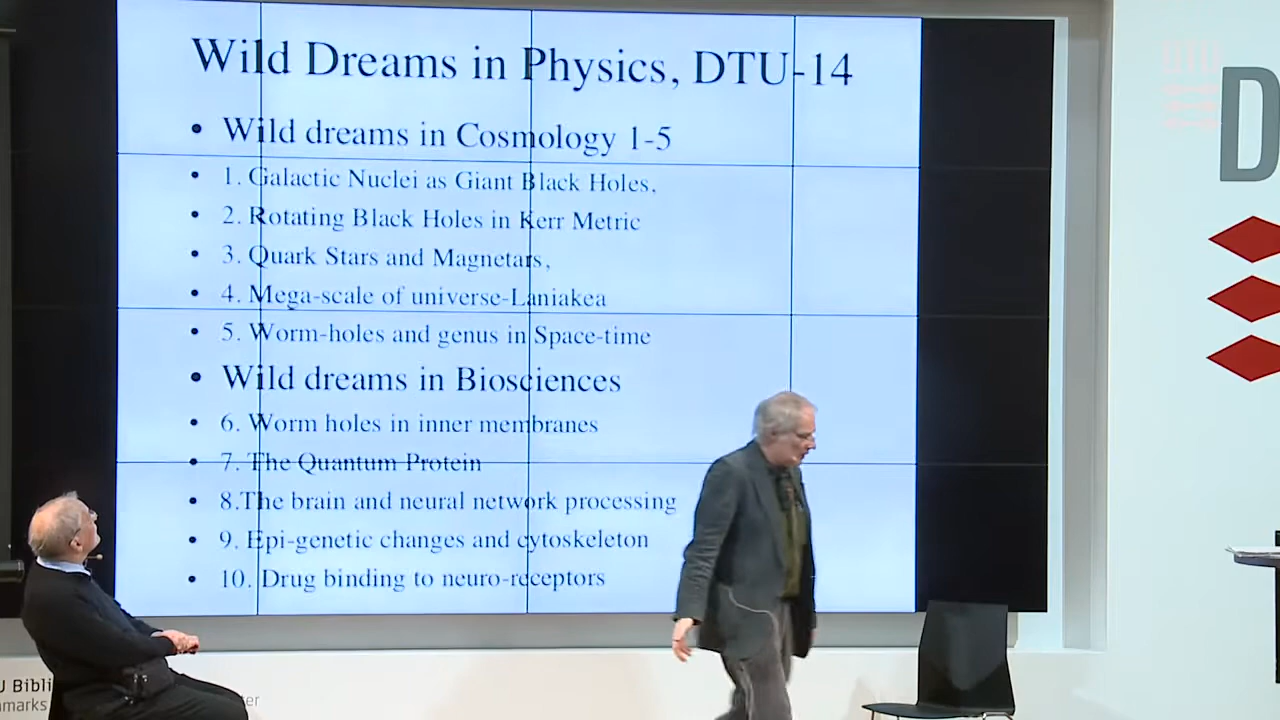 Wild Dreams in Physics, DTU-14
• Wild dreams in Cosmology 1-5
• 1. Galactic Nuclei as Giant Black Holes,
• 2. Rotating Black Holes in Kerr Metric
• 3. Quark Stars and Magnetars,
• 4. Mega-scale of universe-Laniakea
• 5. Worm-holes and genus in Space-time
• Wild dreams in Biosciences
• 6. Worm holes in inner membranes
• 7. The Quantum Protein
• 8.The brain and neural network processing
• 9. Epi-genetic changes and cytoskeleton
• 10. Drug binding to neuro-receptors
DTU
D